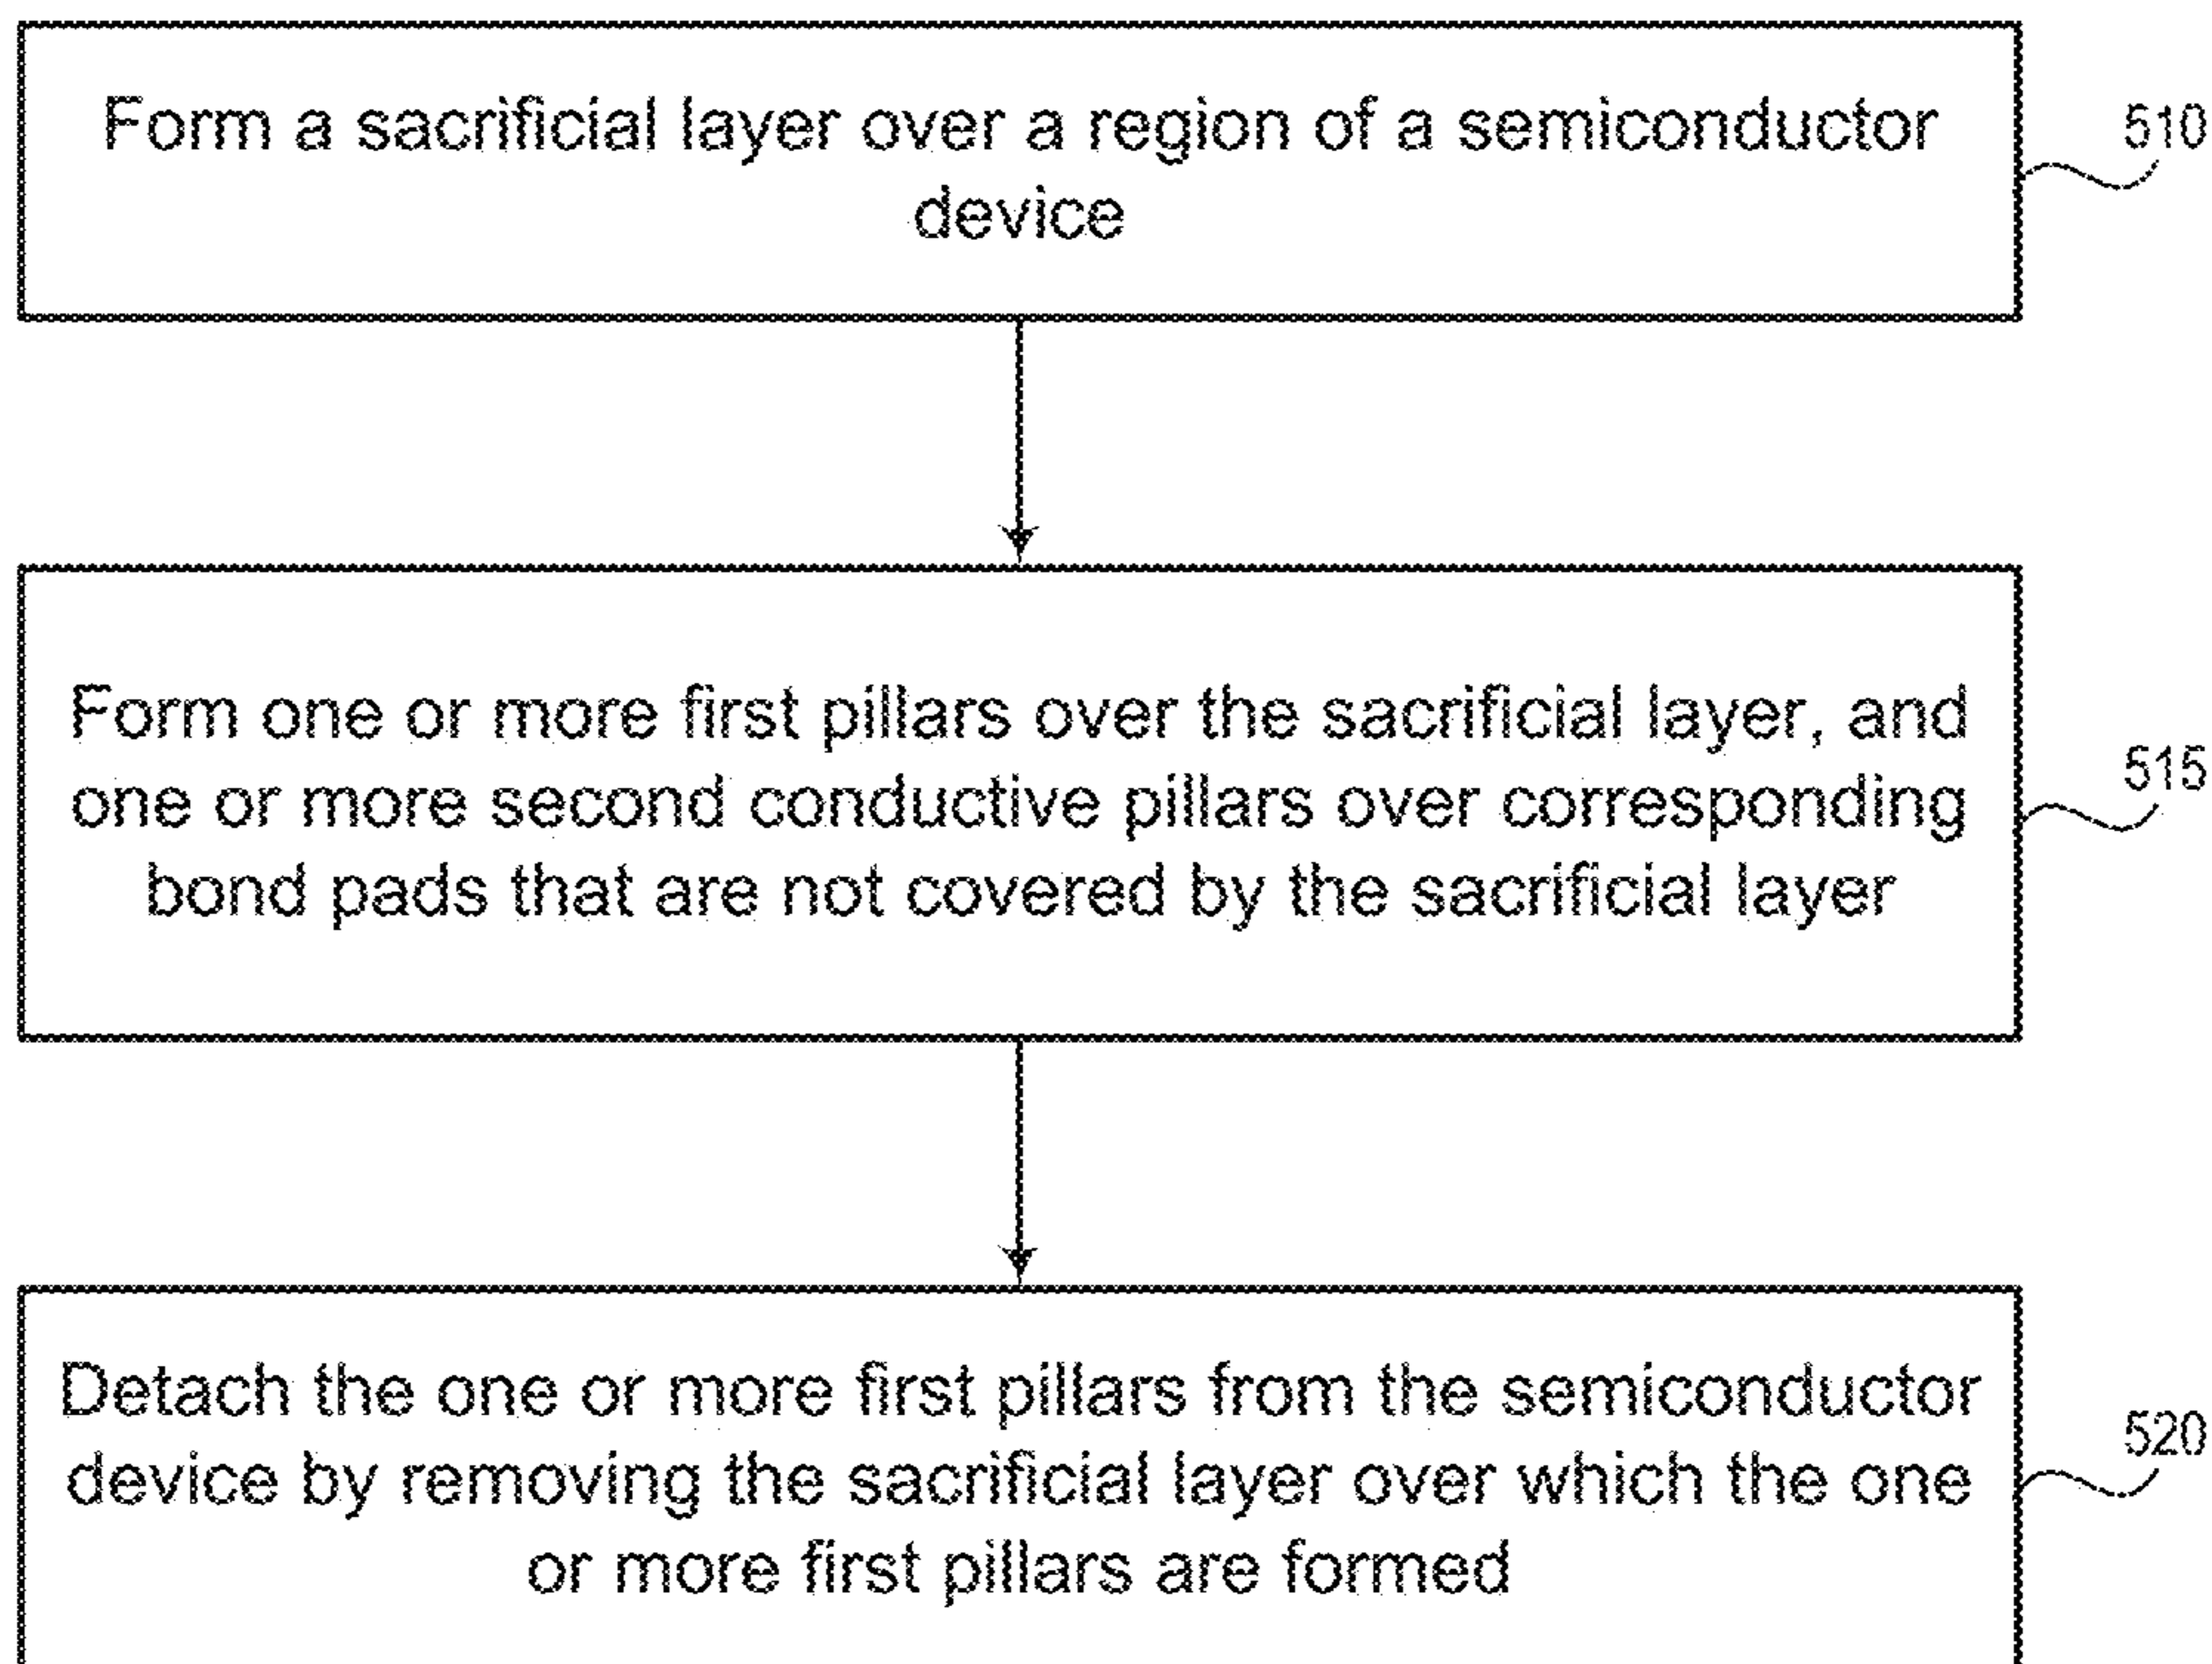 Form a sacrificial layer over a region of a semiconductor
device
510
Form one or more first pillars over the sacrificial layer, and
one or more second conductive pillars over corresponding
bond pads that are not covered by the sacrificial layer
515
Detach the one or more first pillars from the semiconductor
device by removing the sacrificial layer over which the one
or more first pillars are formed
520